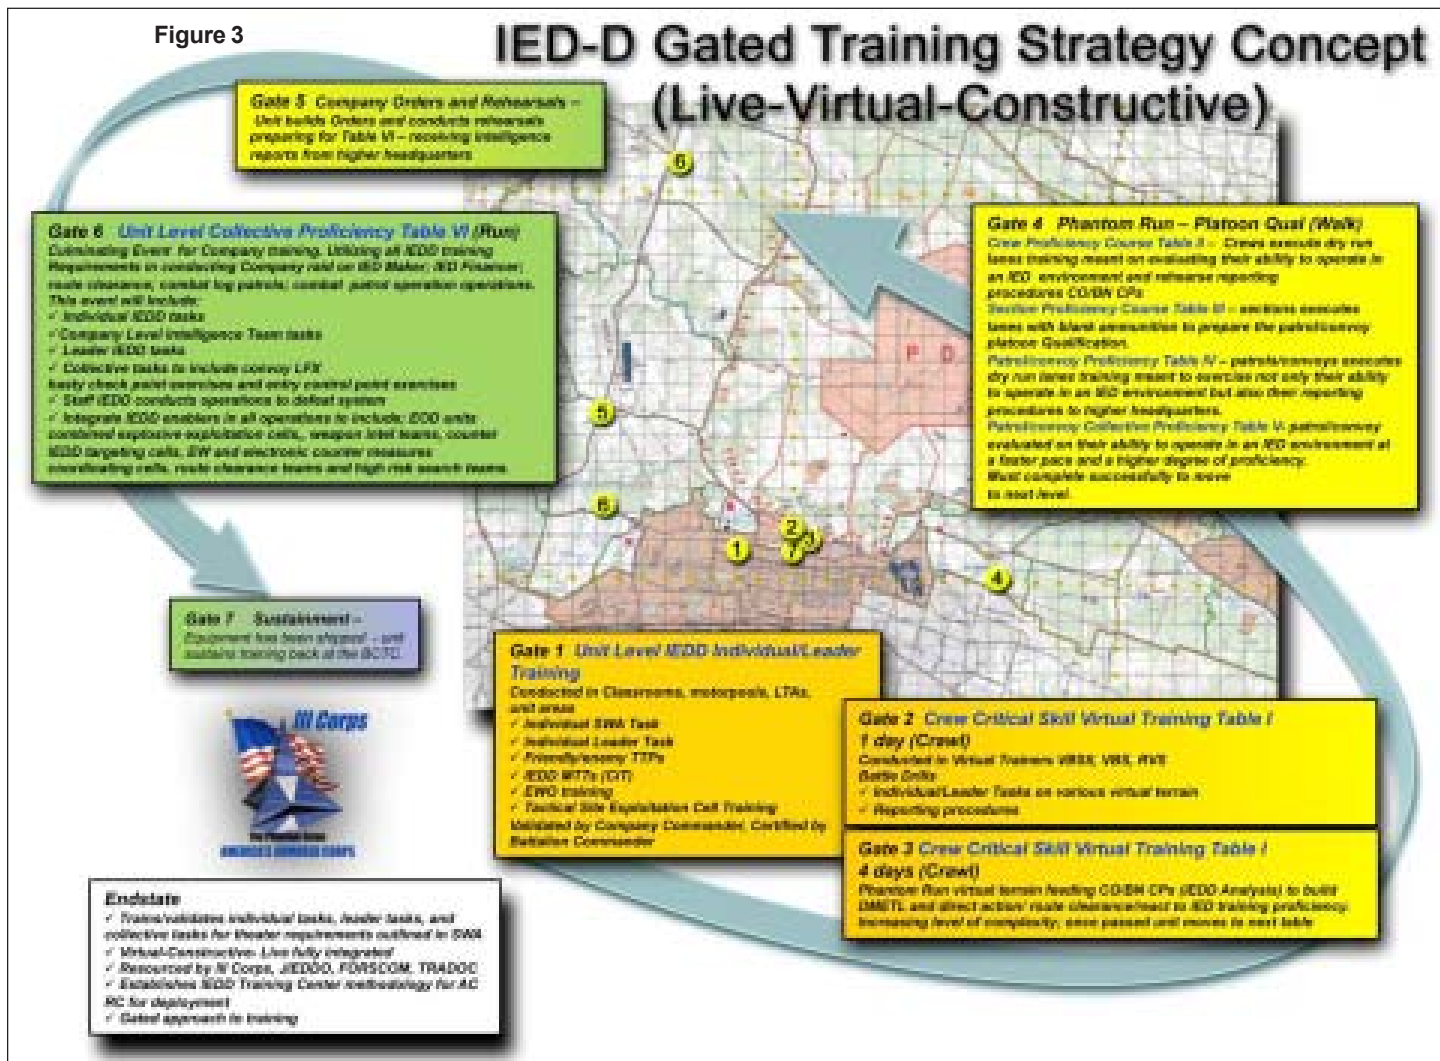 Figure 3
IED-D Gated Training Strategy Concept
(Live-Virtual-Constructive)
Gate 5 Company Orders and Rehearsals –
Unit builds Orders and conducts rehearsals
preparing for Table VI – receiving intelligence
reports from higher headquarters
6
Gate 6 Unit Level Collective Proficiency Table VI (Run)
Culminating Event for Company training. Utilizing all IEDD training
Requirements in conducting Company raid on IED Maker; IED Financer;
route clearance, combat log patrols; combat patrol operation operations.
This event will include:
✓ Individual IEDD tasks
✓ Company Level Intelligence Team tasks
✓ Leader IEDD tasks
✓ Collective tasks to include convoy LFX
hasty check point exercises and entry control point exercises
✓ Staff IEDD conducts operations to defeat system
✓ Integrate IEDD enablers in all operations to include; EOD units
combined explosive exploitation cells,, weapon intel teams, counter
IEDD targeting cells, EW and electronic counter measures
coordinating cells, route clearance teams and high risk search teams.
Gate 4 Phantom Run – Platoon Qual (Walk)
Crew Proficiency Course Table II – Crews execute dry run
lanes training meant on evaluating their ability to operate in
an IED environment and rehearse reporting
procedures CO/BN CPs
Section Proficiency Course Table III – sections executes
lanes with blank ammunition to prepare the patrol/convoy
platoon Qualification.
Patrol/convoy Proficiency Table IV – patrols/convoys executes
dry run lanes training meant to exercise not only their ability
to operate in an IED environment but also their reporting
procedures to higher headquarters.
Patrol/convoy Collective Proficiency Table V- patrol/convoy
evaluated on their ability to operate in an IED environment at
a faster pace and a higher degree of proficiency.
Must complete successfully to move
to next level.
P D
5
6
2
3
1
7
4
Gate 7 Sustainment –
Equipment has been shipped – unit
sustains training back at the BCTC.
III Corps
AMERICA'S ARMORED CORPS
Gate 1 Unit Level IEDD Individual/Leader
Training
Conducted in Classrooms, motorpools, LTAs,
unit areas
✓ Individual SWA Task
✓ Individual Leader Task
✓ Friendly/enemy TTPs
✓ IEDD MTTs (CIT)
✓ EWO training
✓ Tactical Site Exploitation Cell Training
Validated by Company Commander, Certified by
Battalion Commander
Gate 2 Crew Critical Skill Virtual Training Table I
1 day (Crawl)
Conducted in Virtual Trainers VBSS, VBS, RVS
Battle Drills
✓ Individual/Leader Tasks on various virtual terrain
✓ Reporting procedures
Gate 3 Crew Critical Skill Virtual Training Table I
4 days (Crawl)
Phantom Run virtual terrain feeding CO/BN CPs (IEDD Analysis) to build
DMETL and direct action/ route clearance/react to IED training proficiency.
Increasing level of complexity, once passed unit moves to next table
Endstate
✓ Trains/validates individual tasks, leader tasks, and
collective tasks for theater requirements outlined in SWA
✓ Virtual-Constructive- Live fully integrated
✓ Resourced by III Corps, JIEDDO, FORSCOM, TRADOC
✓ Establishes IEDD Training Center methodology for AC
RC for deployment
✓ Gated approach to training